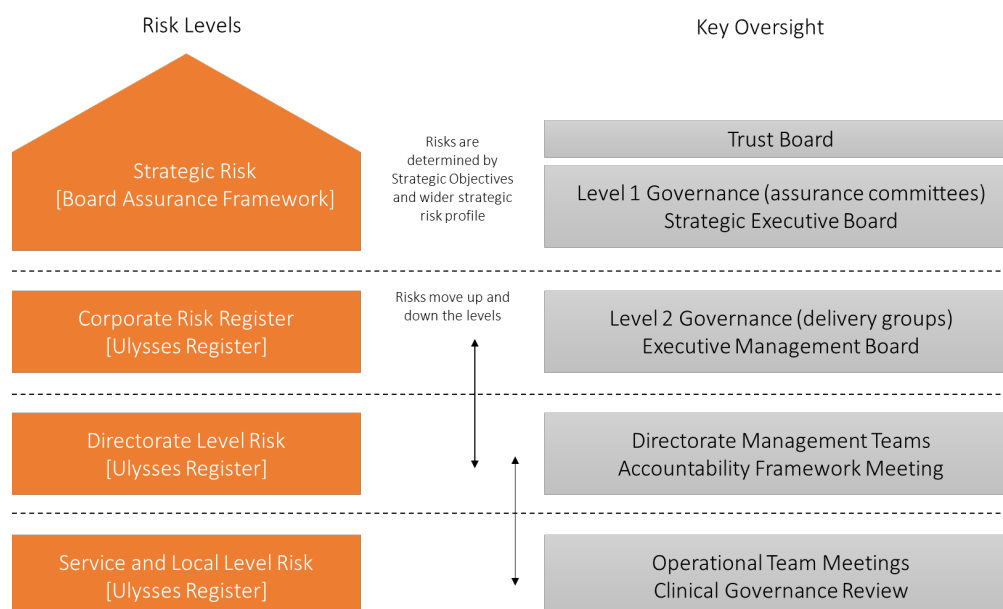 Risk Levels
Key Oversight
Strategic Risk
[Board Assurance Framework]
Risks are
determined by
Strategic Objectives
and wider strategic
risk profile
Trust Board
Level 1 Governance (assurance committees)
Strategic Executive Board
Corporate Risk Register
[Ulysses Register]
Risks move up and
down the levels
Level 2 Governance (delivery groups)
Executive Management Board
Directorate Level Risk
[Ulysses Register]
Directorate Management Teams
Accountability Framework Meeting
Service and Local Level Risk
[Ulysses Register]
Operational Team Meetings
Clinical Governance Review